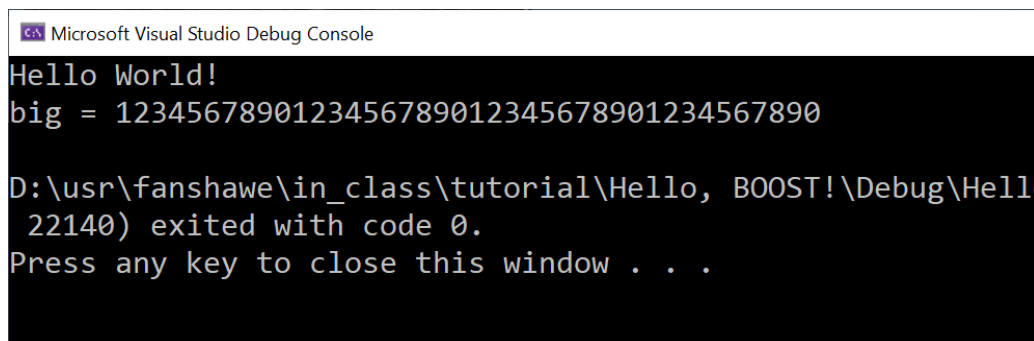 C:\ Microsoft Visual Studio Debug Console
Hello World!
big = 1234567890123456789012345678901234567890
D:\usr\fanshawe\in_class\tutorial\Hello, BOOST!\Debug\Hell
22140) exited with code 0.
Press any key to close this window . . .